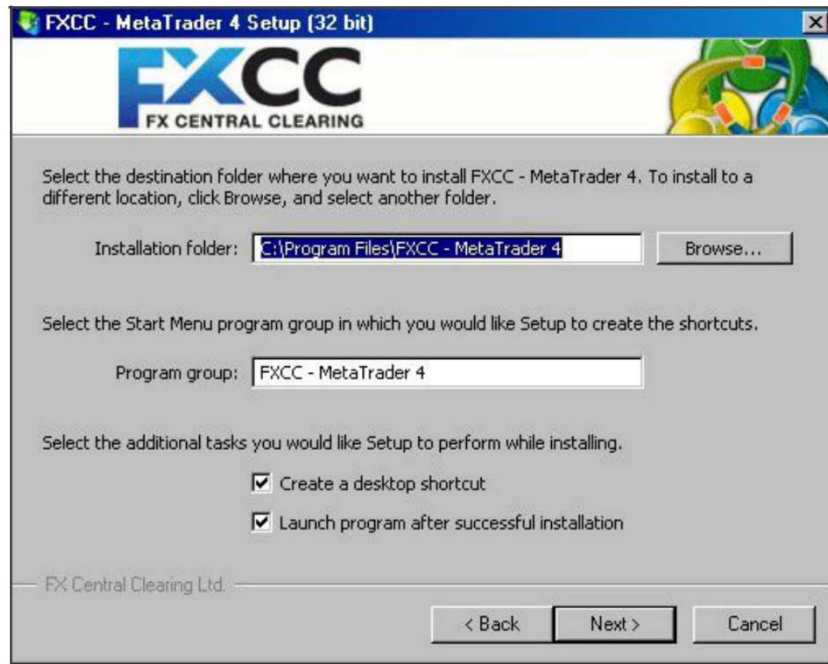 FXCC - MetaTrader 4 Setup (32 bit)
FXCC
FX CENTRAL CLEARING
Select the destination folder where you want to install FXCC - MetaTrader 4. To install to a
different location, click Browse, and select another folder.
Installation folder: C:\Program Files\FXCC - MetaTrader 4 Browse...
Select the Start Menu program group in which you would like Setup to create the shortcuts.
Program group: FXCC - MetaTrader 4
Select the additional tasks you would like Setup to perform while installing.
Create a desktop shortcut
Launch program after successful installation
FX Central Clearing Ltd.
< Back Next > Cancel